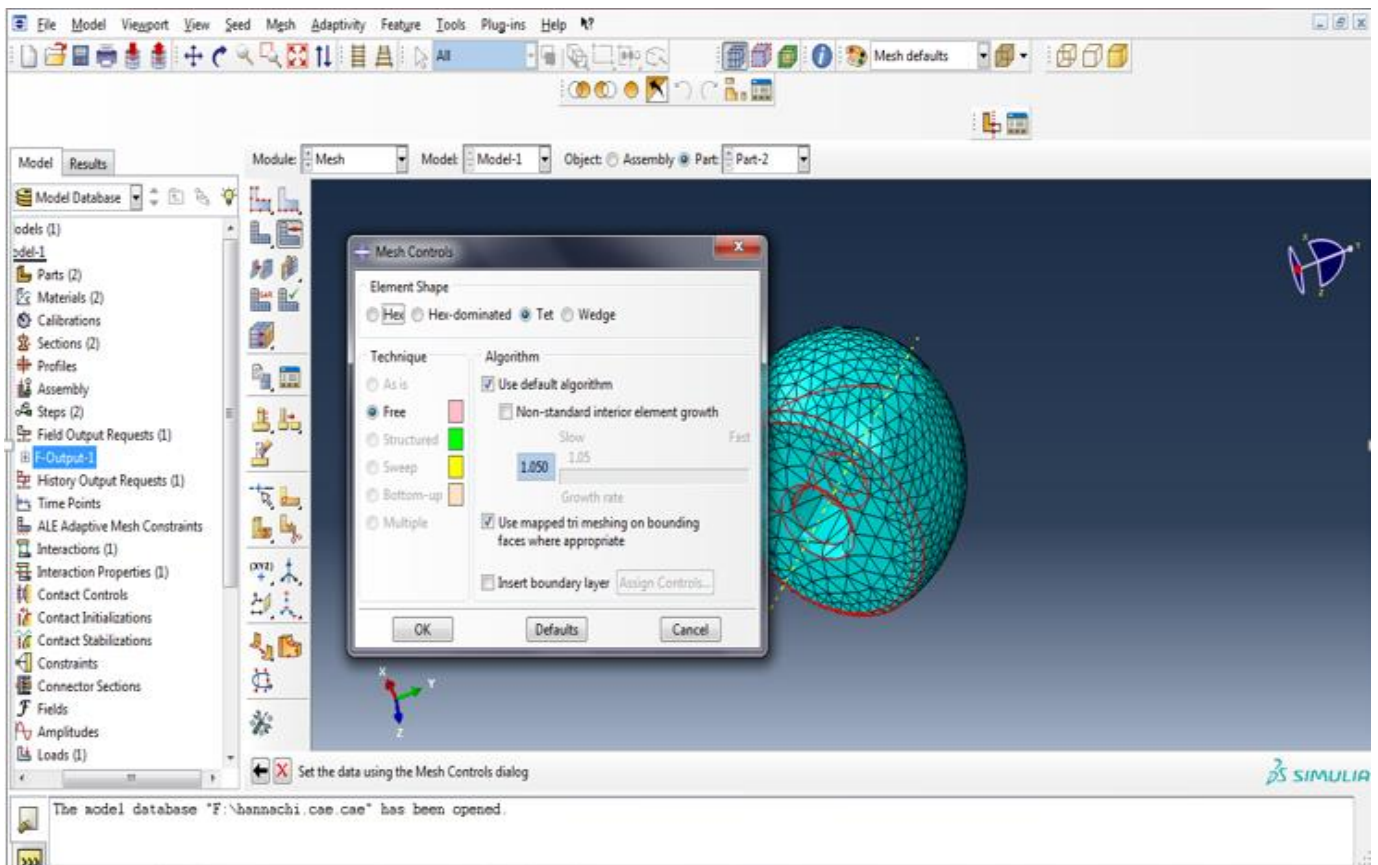 File Model Viewport View Seed Mesh Adaptivity Feature Tools Plug-ins Help
All
Mesh defaults
Model Results
Module: Mesh Model: Model-1 Object: Assembly Part: Part-2
Model Database
odels (1)
odel-1
Parts (2)
Materials (2)
Calibrations
Sections (2)
Profiles
Assembly
Steps (2)
Field Output Requests (1)
F-Output-1
History Output Requests (1)
Time Points
ALE Adaptive Mesh Constraints
Interactions (1)
Interaction Properties (1)
Contact Controls
Contact Initializations
Contact Stabilizations
Constraints
Connector Sections
Fields
Amplitudes
Loads (1)
Mesh Controls
Element Shape
Hex Hex-dominated Tet Wedge
Technique
As is
Free
Structured
Sweep
Bottom-up
Multiple
Algorithm
Use default algorithm
Non-standard interior element growth
Slow Fast
1.050 1.05
Growth rate
Use mapped tri meshing on bounding
faces where appropriate
Insert boundary layer Assign Controls...
OK Defaults Cancel
X
Y
Z
X
Y
Z
Set the data using the Mesh Controls dialog
SIMULIA
The model database "F:\hannachi.cae.cae" has been opened.
>>>